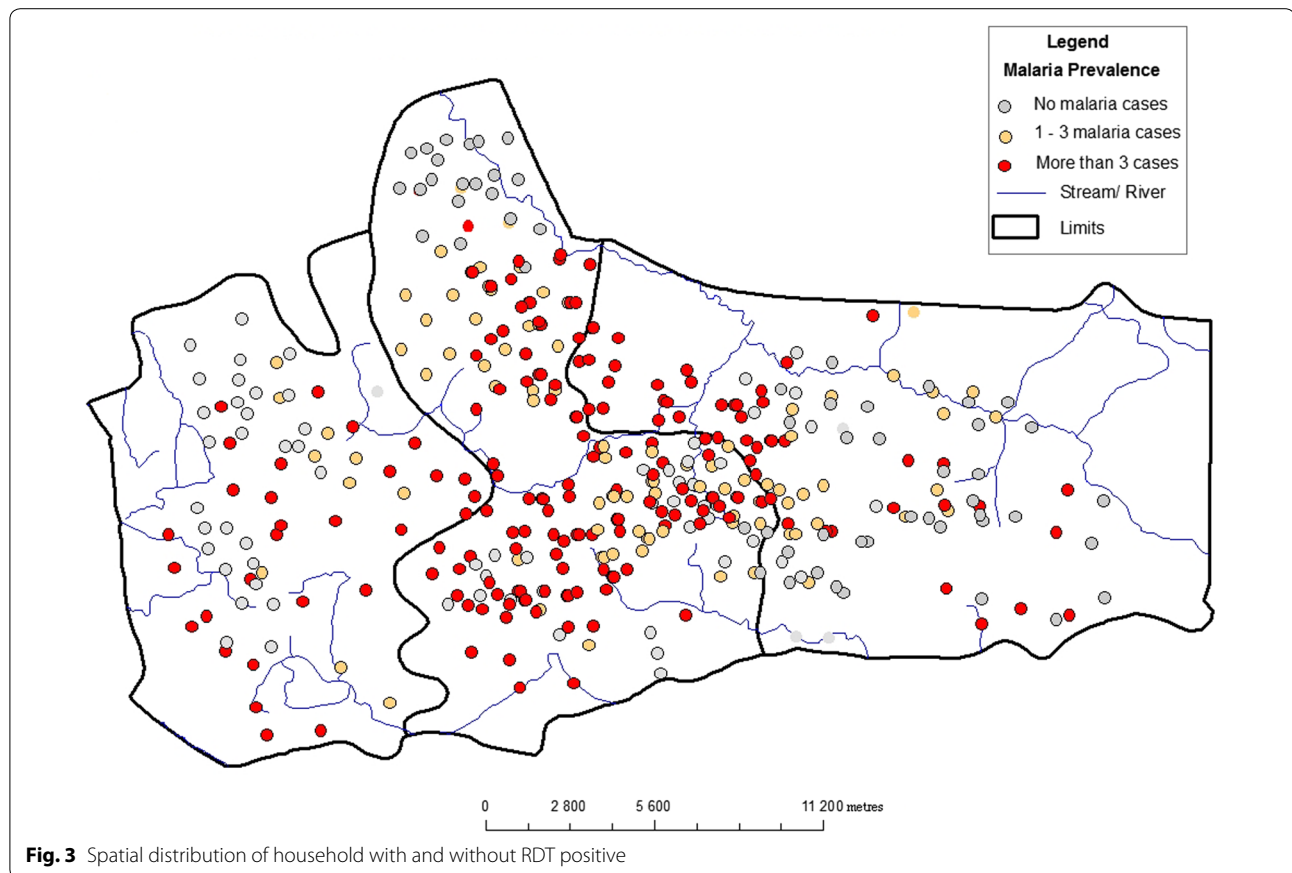 Legend
Malaria Prevalence
No malaria cases
1 - 3 malaria cases
More than 3 cases
Stream/ River
Limits
0 2 800 5 600 11 200 metres
Fig. 3 Spatial distribution of household with and without RDT positive